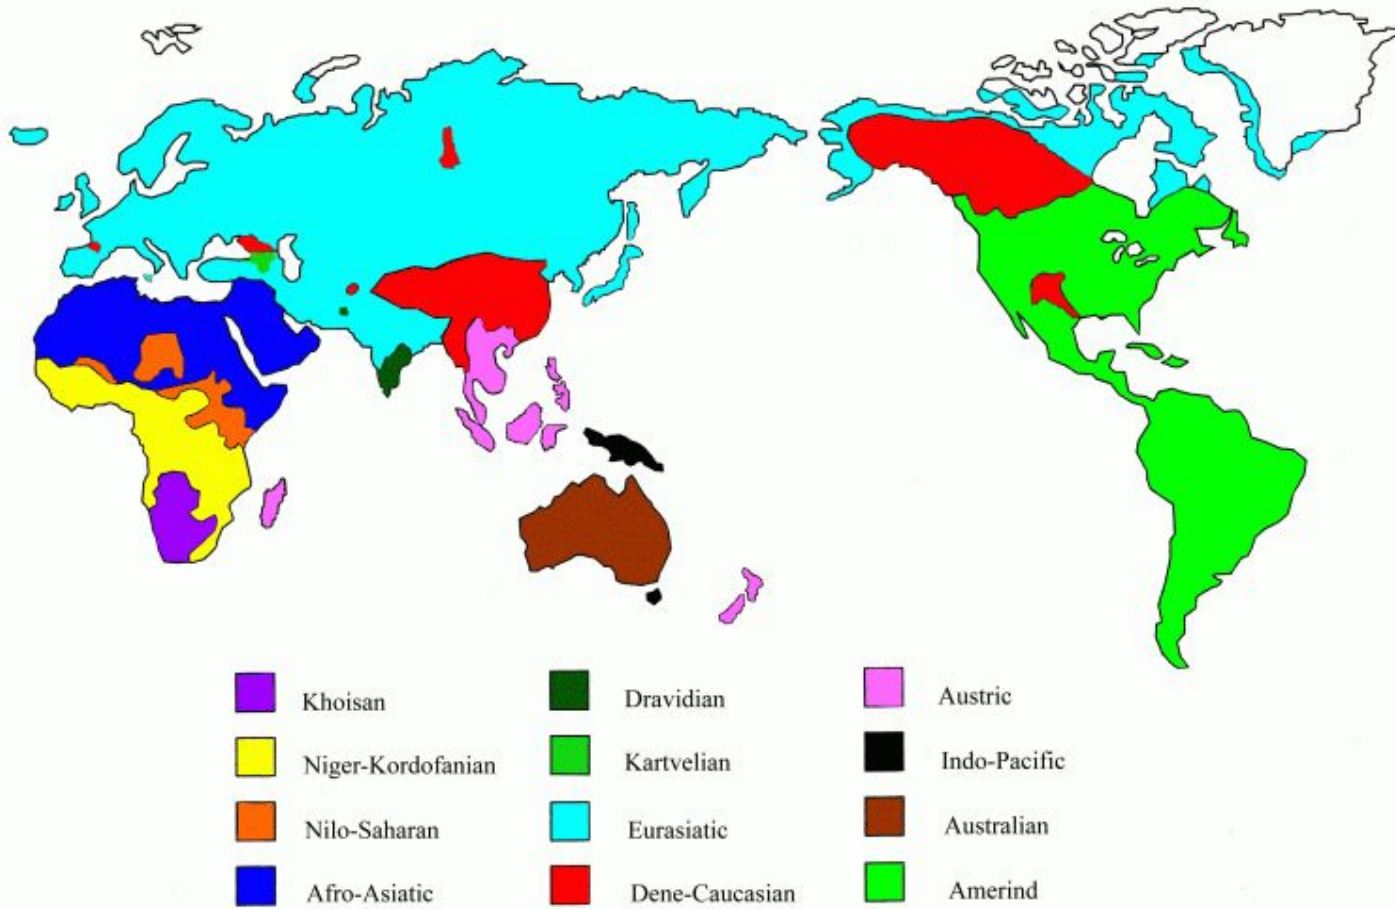 Khoisan
Dravidian
Austric
Niger-Kordofanian
Kartvelian
Indo-Pacific
Nilo-Saharan
Eurasiatic
Australian
Afro-Asiatic
Dene-Caucasian
Amerind